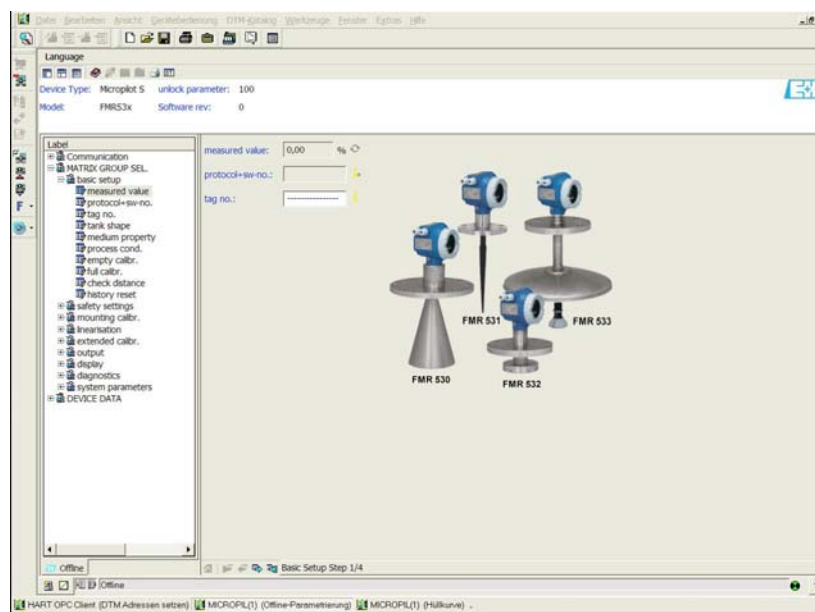 Datei Bearbeiten Ansicht Gerätebedienung DTM-Katalog Werkzeuge Fenster Extras Hilfe
Language
Device Type: Micropilot S unlock parameter: 100
Model: FMR53x Software rev: 0
E+H
Label
Communication
MATRIX GROUP SEL.
basic setup
measured value
protocol+sw-no.
tag no.
tank shape
medium property
process cond.
empty calibr.
full calibr.
check distance
history reset
safety settings
mounting calibr.
linearisation
extended calibr.
output
display
diagnostics
system parameters
DEVICE DATA
measured value: 0,00 %
protocol+sw-no.:
tag no.: ----------------
FMR 531
FMR 533
FMR 530
FMR 532
Offline
Basic Setup Step 1/4
Offline
HART OPC Client (DTM Adressen setzen) MICROPIL(1) (Offline-Parametrierung) MICROPIL(1) (Hüllkurve)